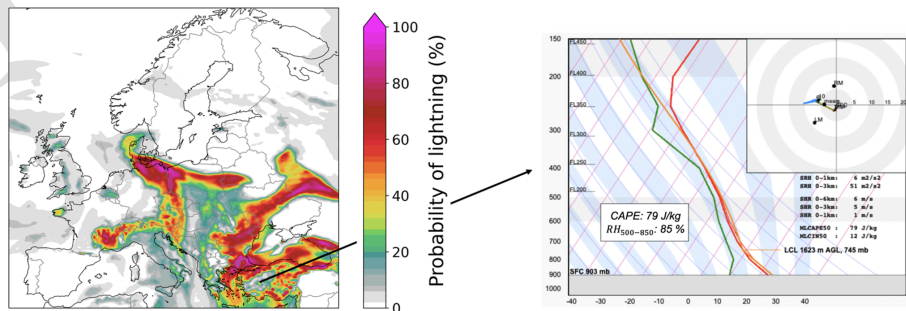 100
80
60
40
20
0
Probability of lightning (%)
150
200
300
400
500
600
700
800
900
1000
FL450
FL400
FL350
FL300
FL250
FL200
RM
mean
LM
5
10
15
20
SRH 0-1km: 6 m2/s2
SRH 0-3km: 51 m2/s2
SHR 0-6km: 6 m/s
SHR 0-3km: 5 m/s
SHR 0-1km: 1 m/s
MLCAPE50 : 79 J/kg
MLCIN50 : 12 J/kg
CAPE: 79 J/kg
RH₅₀₀₋₈₅₀: 85 %
LCL 1623 m AGL, 745 mb
SFC 903 mb
-40 -30 -20 -10 0 10 20 30 40